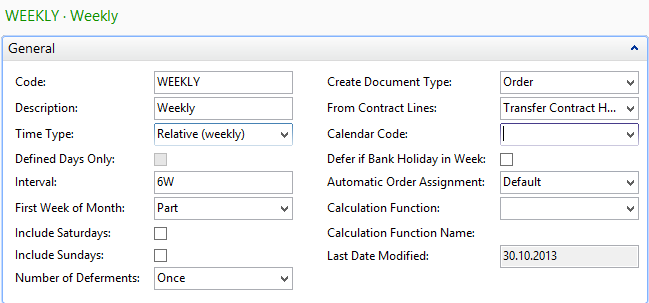 WEEKLY · Weekly
General
Code: WEEKLY
Description: Weekly
Time Type: Relative (weekly)
Defined Days Only:
Interval: 6W
First Week of Month: Part
Include Saturdays:
Include Sundays:
Number of Deferments: Once
Create Document Type: Order
From Contract Lines: Transfer Contract H...
Calendar Code:
Defer if Bank Holiday in Week:
Automatic Order Assignment: Default
Calculation Function:
Calculation Function Name:
Last Date Modified: 30.10.2013